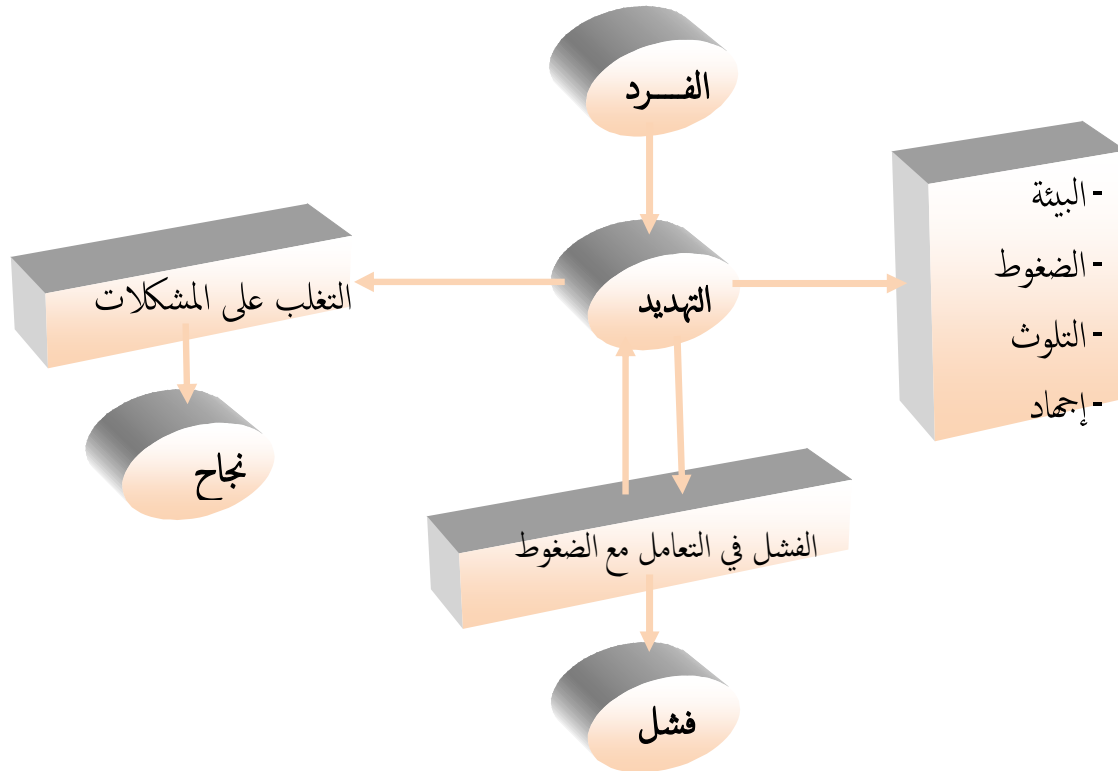 الفـــرد
- البيئة
- الضغوط
- التلوث
- إجهاد
التهديد
التغلب على المشكلات
نجاح
الفشل في التعامل مع الضغوط
فشل